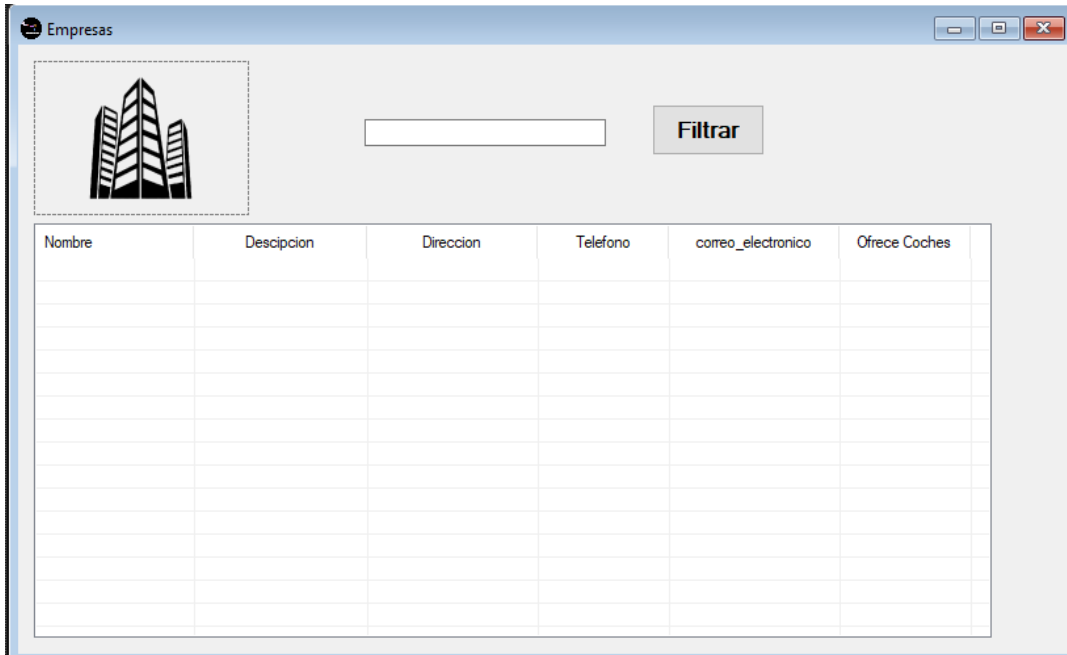 Empresas
Filtrar
Nombre Descipcion Direccion Telefono correo_electronico Ofrece Coches